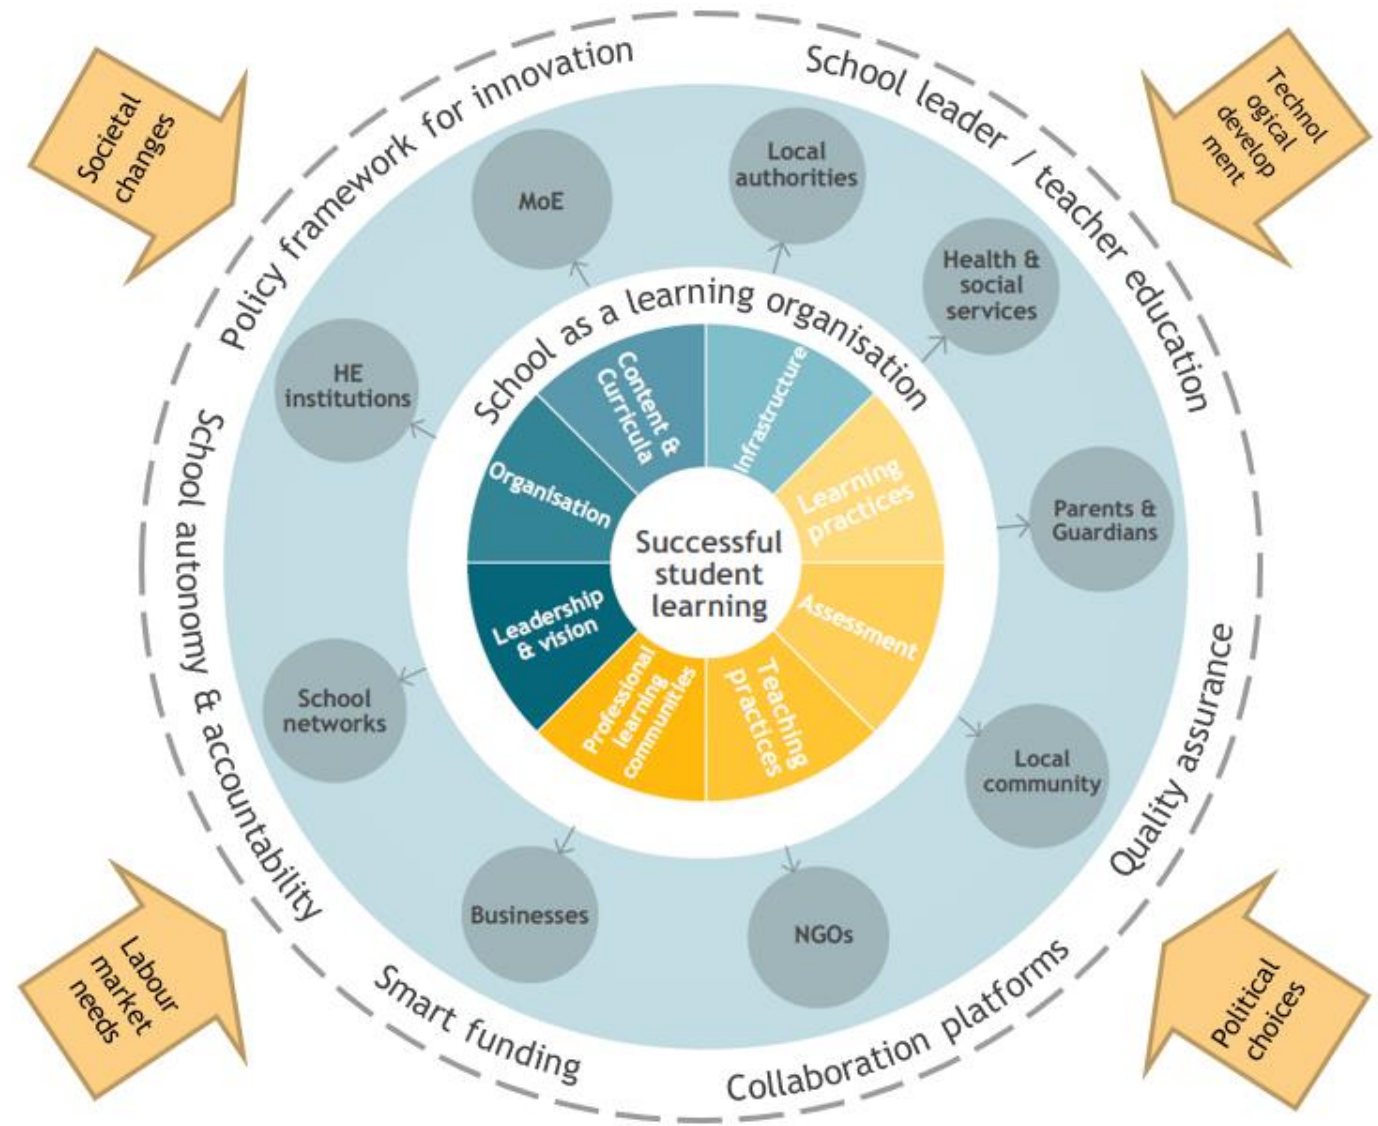 Societal
changes
Technol
ogical
develop
ment
Policy framework for innovation
School leader / teacher education
School autonomy & accountability
Quality assurance
Smart funding
Collaboration platforms
MoE
Local
authorities
Health &
social
services
HE
institutions
Parents &
Guardians
School
networks
Local
community
Businesses
NGOs
School as a learning organisation
Content &
Curricula
Infrastructure
Organisation
Learning
practices
Successful
student
learning
Leadership
& vision
Assessment
Professional
learning
communities
Teaching
practices
Labour
market
needs
Political
choices